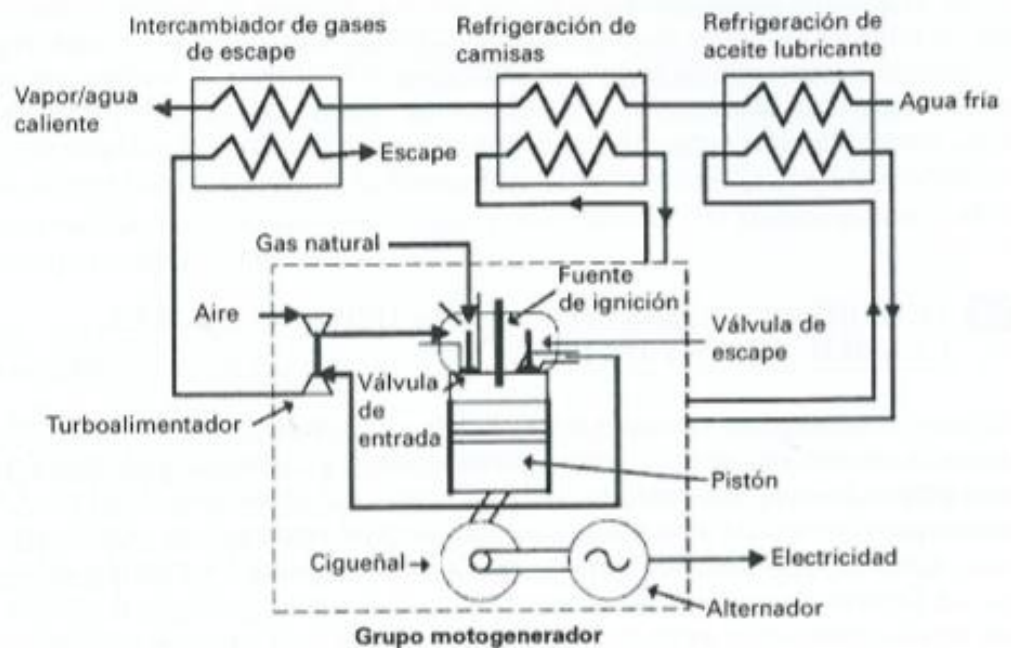 Intercambiador de gases
de escape
Refrigeración de
camisas
Refrigeración de
aceite lubricante
Vapor/agua
caliente
Agua fría
Escape
Gas natural
Fuente
de ignición
Aire
Válvula de
escape
Válvula
de
entrada
Turboalimentador
Pistón
Cigueñal
Electricidad
Alternador
Grupo motogenerador